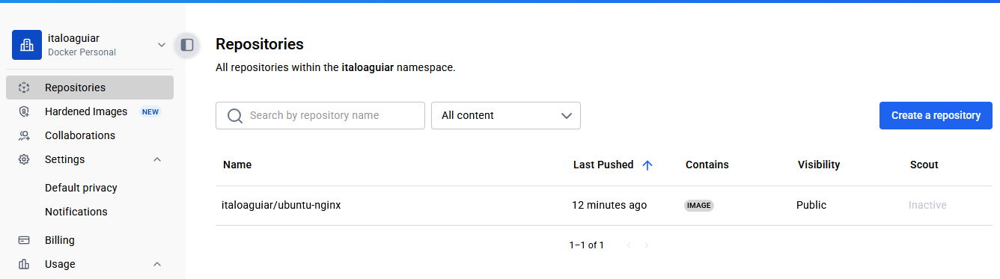 italoaguiar
Docker Personal
Repositories
Hardened Images NEW
Collaborations
Settings
Default privacy
Notifications
Billing
Usage
Repositories
All repositories within the italoaguiar namespace.
Search by repository name
All content
Create a repository
Name Last Pushed Contains Visibility Scout
italoaguiar/ubuntu-nginx 12 minutes ago IMAGE Public Inactive
1–1 of 1